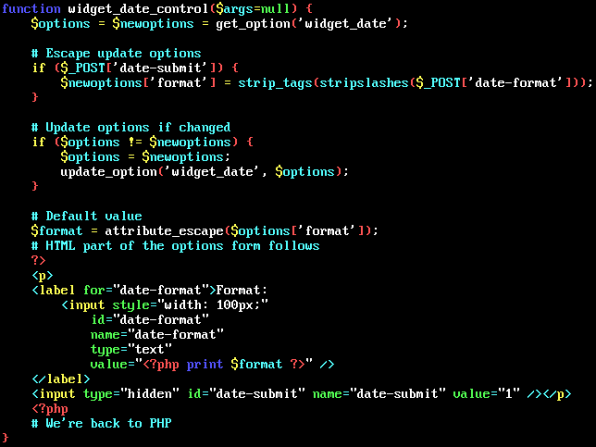 function widget_date_control($args=null) {
    $options = $newoptions = get_option('widget_date');

    # Escape update options
    if ($_POST['date-submit']) {
        $newoptions['format'] = strip_tags(stripslashes($_POST['date-format']));
    }

    # Update options if changed
    if ($options != $newoptions) {
        $options = $newoptions;
        update_option('widget_date', $options);
    }

    # Default value
    $format = attribute_escape($options['format']);
    # HTML part of the options form follows
    ?>
    <p>
    <label for="date-format">Format:
        <input style="width: 100px;"
            id="date-format"
            name="date-format"
            type="text"
            value="<?php print $format ?>" />
    </label>
    <input type="hidden" id="date-submit" name="date-submit" value="1" /></p>
    <?php
    # We're back to PHP
}